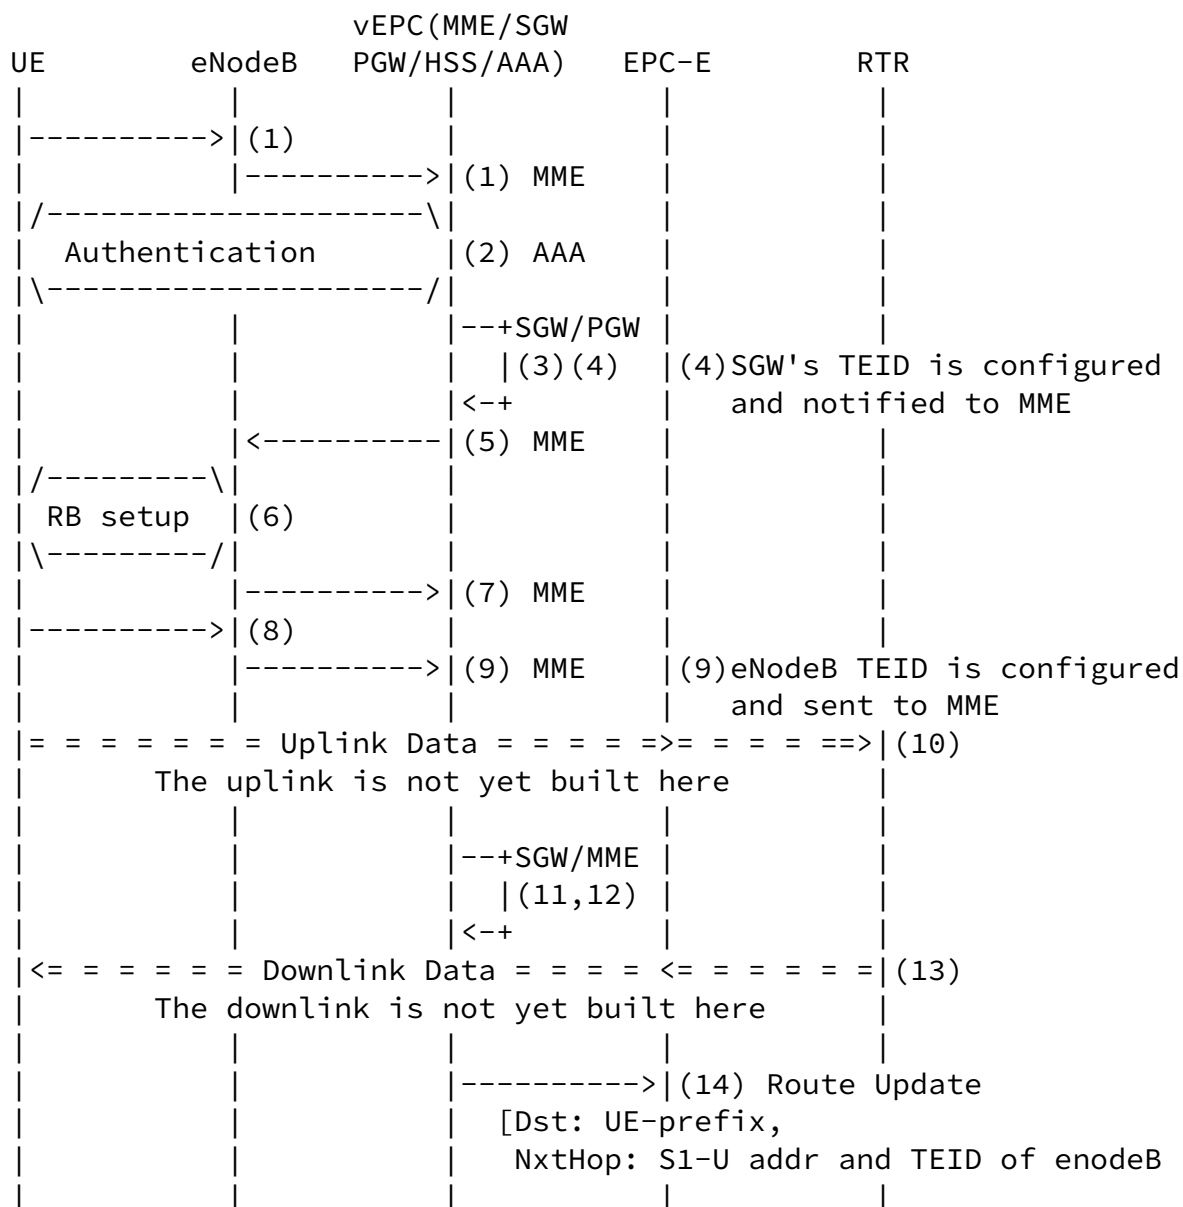 vEPC(MME/SGW
UE eNodeB PGW/HSS/AAA) EPC-E RTR
(1)
(1) MME
Authentication (2) AAA
SGW/PGW
(3)(4) (4)SGW's TEID is configured
and notified to MME
(5) MME
RB setup (6)
(7) MME
(8)
(9) MME (9)eNodeB TEID is configured
and sent to MME
Uplink Data (10)
The uplink is not yet built here
SGW/MME
(11,12)
Downlink Data (13)
The downlink is not yet built here
(14) Route Update
[Dst: UE-prefix,
NxtHop: S1-U addr and TEID of enodeB